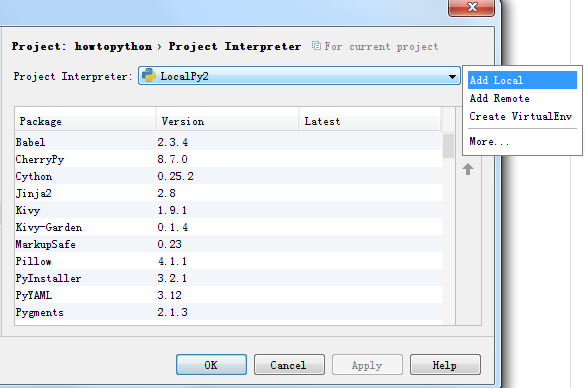 Project: howtopython › Project Interpreter For current project
Project Interpreter: LocalPy2
Add Local
Add Remote
Create VirtualEnv
More...
Package Version Latest
Babel 2.3.4
CherryPy 8.7.0
Cython 0.25.2
Jinja2 2.8
Kivy 1.9.1
Kivy-Garden 0.1.4
MarkupSafe 0.23
Pillow 4.1.1
PyInstaller 3.2.1
PyYAML 3.12
Pygments 2.1.3
OK Cancel Apply Help